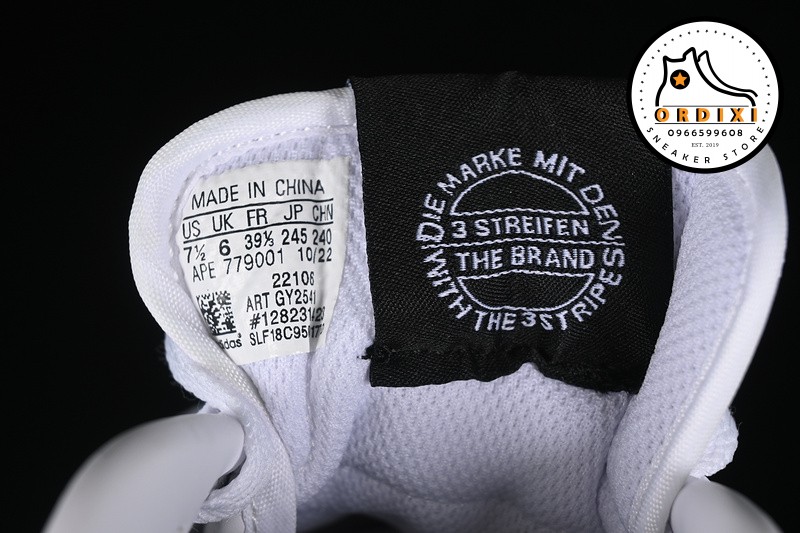 ORDIXI
0966599608
EST. 2019
SNEAKER STORE
MADE IN CHINA
US UK FR JP CHN
7½ 6 39⅓ 245 240
APE 779001 10/22
22106
ART GY2541
DIE MARKE MIT DEN
3 STREIFEN
THE BRAND
WITH THE 3 STRIPES